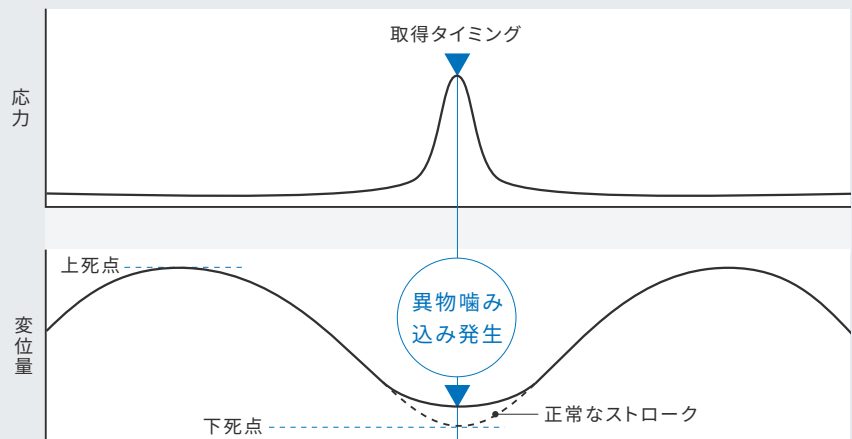 取得タイミング
応力
上死点
異物噛み
込み発生
変位量
正常なストローク
下死点